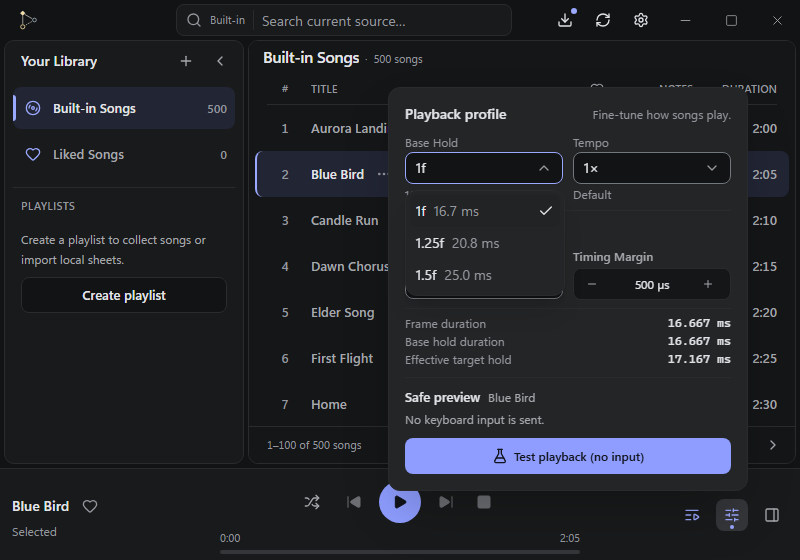 Built-in Search current source...
Your Library
Built-in Songs 500
Liked Songs 0
PLAYLISTS
Create a playlist to collect songs or
import local sheets.
Create playlist
Built-in Songs · 500 songs
# TITLE NOTES DURATION
1 Aurora Landi 2:00
2 Blue Bird ··· 2:05
3 Candle Run 2:10
4 Dawn Chorus 2:15
5 Elder Song 2:20
6 First Flight 2:25
7 Home 2:30
1–100 of 500 songs
Playback profile Fine-tune how songs play.
Base Hold Tempo
1f 1×
Default
1f 16.7 ms
1.25f 20.8 ms
1.5f 25.0 ms
Timing Margin
− 500 µs +
Frame duration 16.667 ms
Base hold duration 16.667 ms
Effective target hold 17.167 ms
Safe preview Blue Bird
No keyboard input is sent.
Test playback (no input)
Blue Bird
Selected
0:00 2:05